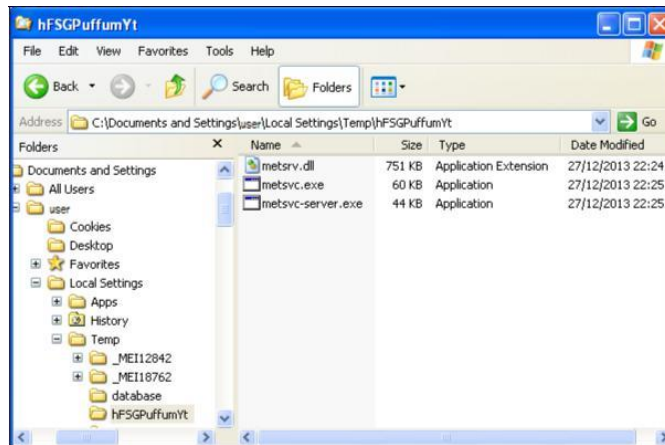 hFSGPuffumYt
File Edit View Favorites Tools Help
Back Search Folders
Address C:\Documents and Settings\user\Local Settings\Temp\hFSGPuffumYt Go
Folders X Name Size Type Date Modified
Documents and Settings metsrv.dll 751 KB Application Extension 27/12/2013 22:24
All Users metsvc.exe 60 KB Application 27/12/2013 22:25
user metsvc-server.exe 44 KB Application 27/12/2013 22:25
Cookies
Desktop
Favorites
Local Settings
Apps
History
Temp
_MEI12842
_MEI18762
database
hFSGPuffumYt